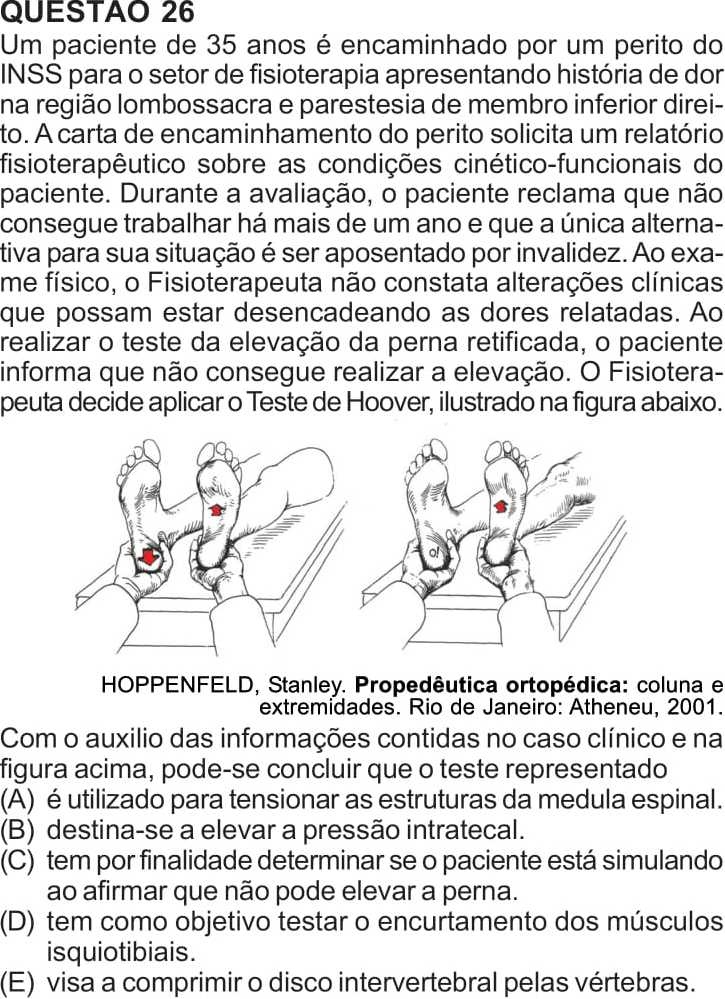 QUESTÃO 26
Um paciente de 35 anos é encaminhado por um perito do
INSS para o setor de fisioterapia apresentando história de dor
na região lombossacra e parestesia de membro inferior direi-
to. A carta de encaminhamento do perito solicita um relatório
fisioterapêutico sobre as condições cinético-funcionais do
paciente. Durante a avaliação, o paciente reclama que não
consegue trabalhar há mais de um ano e que a única alterna-
tiva para sua situação é ser aposentado por invalidez. Ao exa-
me físico, o Fisioterapeuta não constata alterações clínicas
que possam estar desencadeando as dores relatadas. Ao
realizar o teste da elevação da perna retificada, o paciente
informa que não consegue realizar a elevação. O Fisiotera-
peuta decide aplicar o Teste de Hoover, ilustrado na figura abaixo.
HOPPENFELD, Stanley. Propedêutica ortopédica: coluna e
extremidades. Rio de Janeiro: Atheneu, 2001.
Com o auxilio das informações contidas no caso clínico e na
figura acima, pode-se concluir que o teste representado
(A) é utilizado para tensionar as estruturas da medula espinal.
(B) destina-se a elevar a pressão intratecal.
(C) tem por finalidade determinar se o paciente está simulando
ao afirmar que não pode elevar a perna.
(D) tem como objetivo testar o encurtamento dos músculos
isquiotibiais.
(E) visa a comprimir o disco intervertebral pelas vértebras.